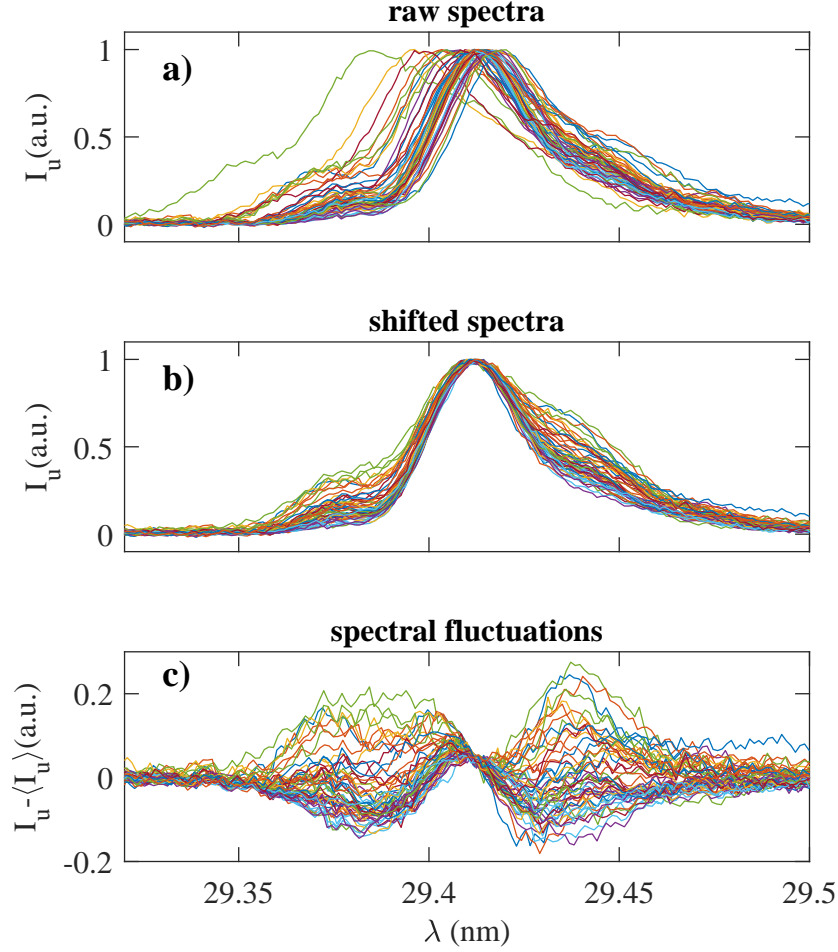 raw spectra
a)
1
0.5
0
I_u(a.u.)
shifted spectra
b)
1
0.5
0
I_u(a.u.)
spectral fluctuations
c)
0.2
0
-0.2
I_u-⟨I_u⟩(a.u.)
29.35 29.4 29.45 29.5
λ (nm)